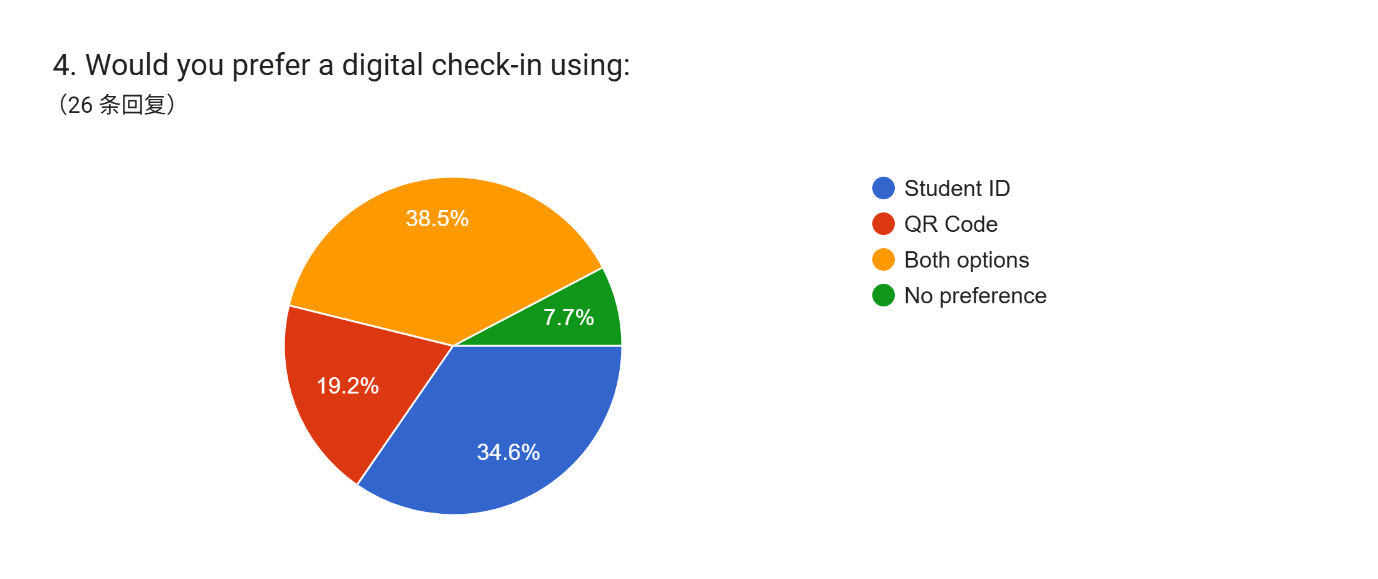 4. Would you prefer a digital check-in using:
（26 条回复）
38.5%
7.7%
19.2%
34.6%
Student ID
QR Code
Both options
No preference